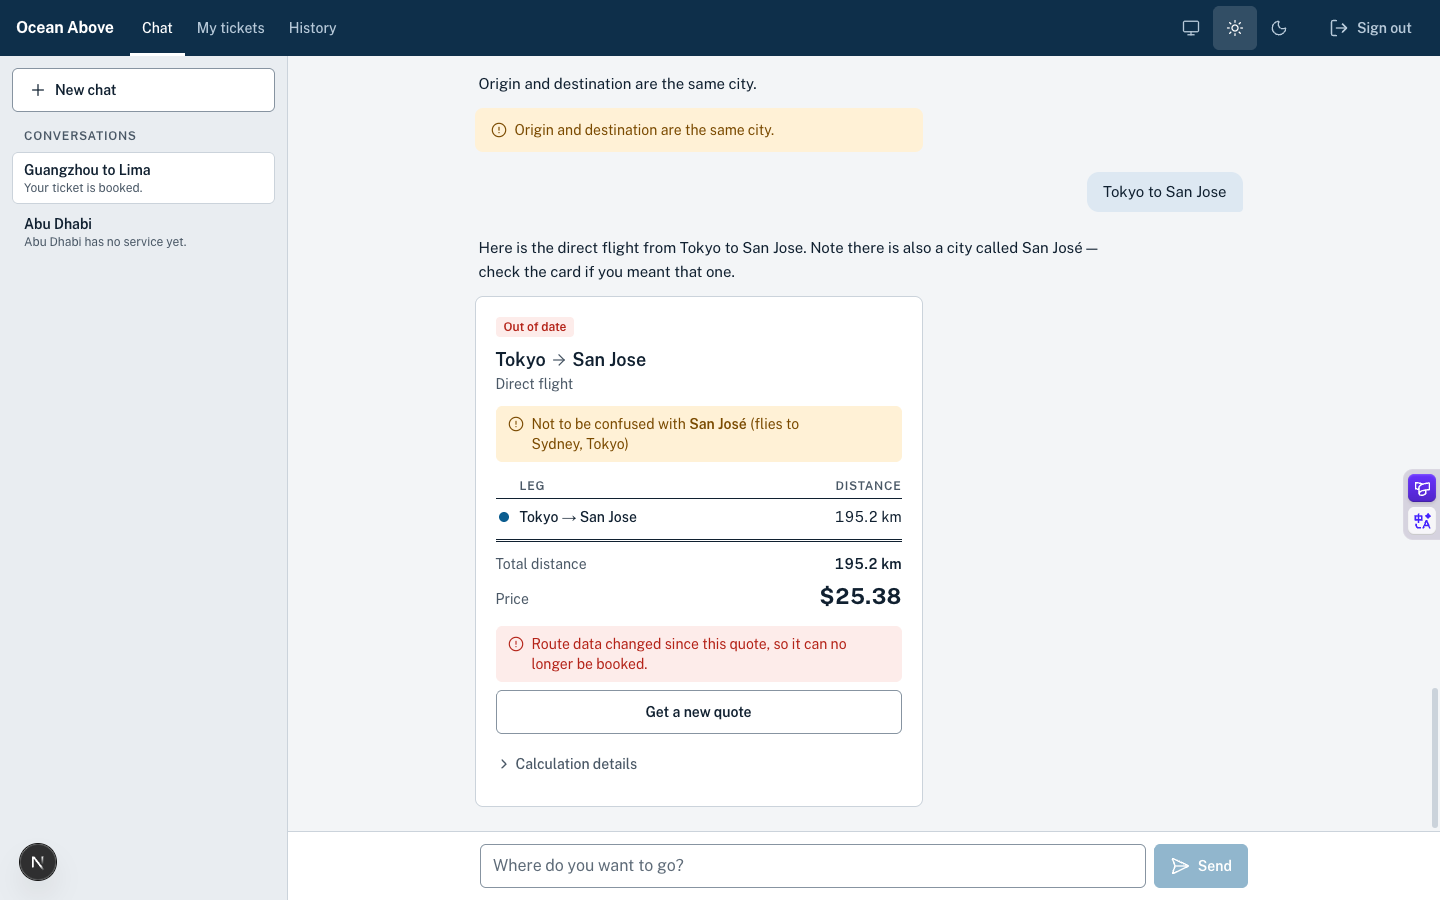 Ocean Above
Chat
My tickets
History
Sign out
New chat
CONVERSATIONS
Guangzhou to Lima
Your ticket is booked.
Abu Dhabi
Abu Dhabi has no service yet.
Origin and destination are the same city.
Origin and destination are the same city.
Tokyo to San Jose
Here is the direct flight from Tokyo to San Jose. Note there is also a city called San José —
check the card if you meant that one.
Out of date
Tokyo → San Jose
Direct flight
Not to be confused with San José (flies to
Sydney, Tokyo)
LEG DISTANCE
Tokyo → San Jose 195.2 km
Total distance 195.2 km
Price $25.38
Route data changed since this quote, so it can no
longer be booked.
Get a new quote
Calculation details
Where do you want to go?
Send
N
中A